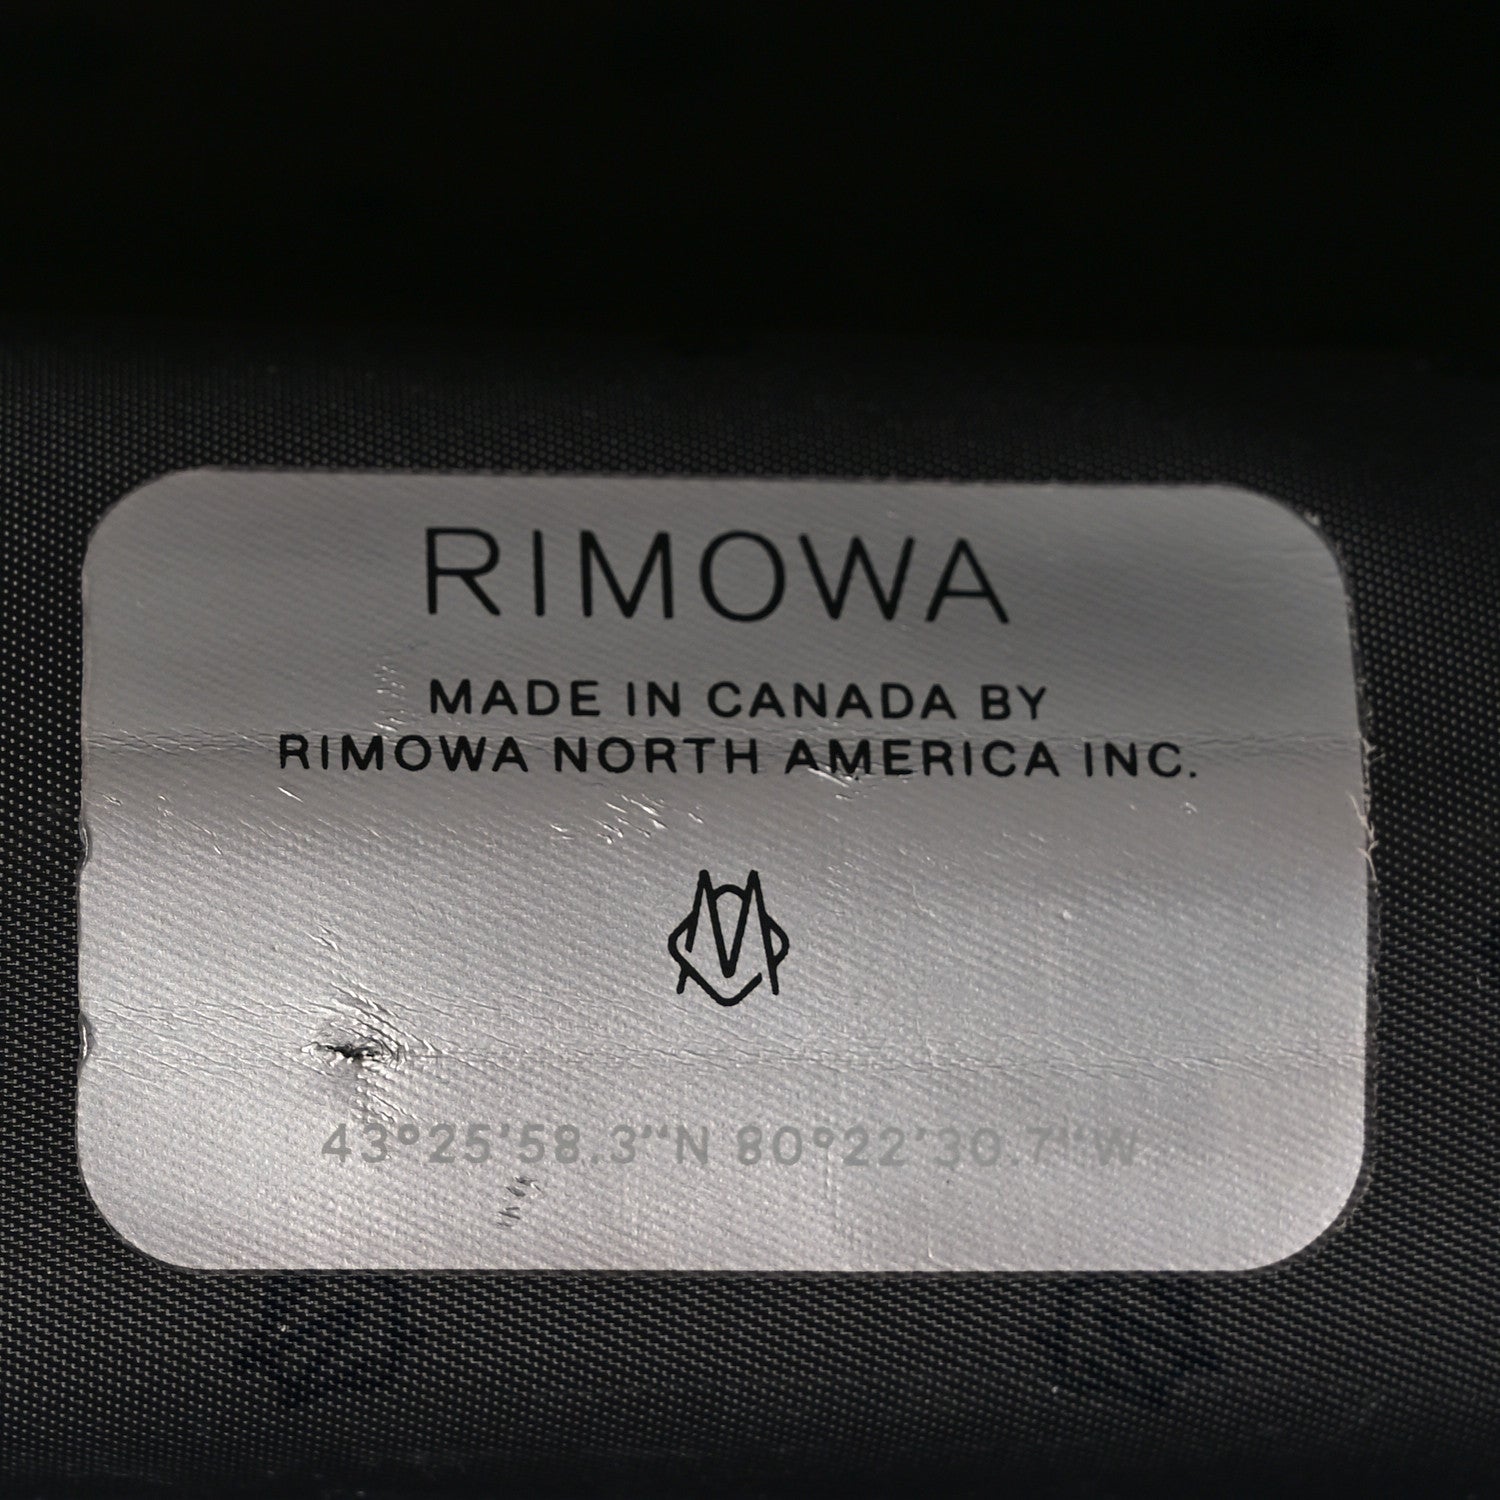 RIMOWA
MADE IN CANADA BY
RIMOWA NORTH AMERICA INC.
43°25'58.3''N 80°22'30.7''W